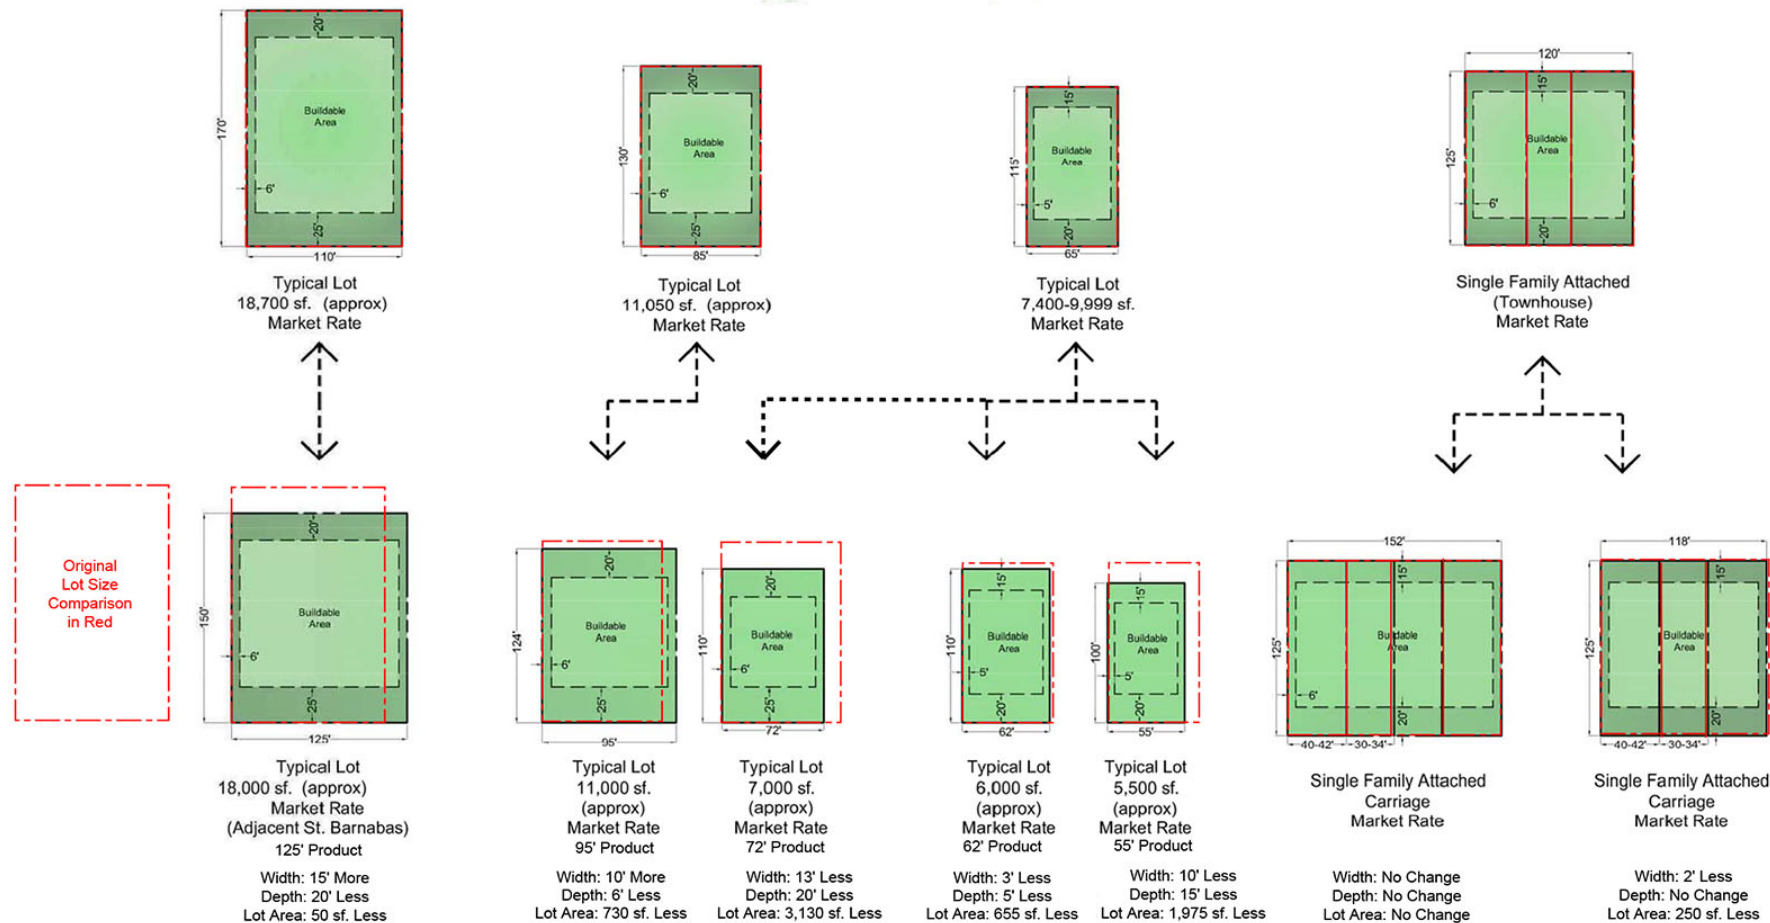 20'
170'
Buildable
Area
6'
25'
110'
Typical Lot
18,700 sf. (approx)
Market Rate
20'
130'
Buildable
Area
6'
25'
85'
Typical Lot
11,050 sf. (approx)
Market Rate
15'
115'
Buildable
Area
5'
20'
65'
Typical Lot
7,400-9,999 sf.
Market Rate
120'
15'
125'
Buildable
Area
6'
20'
Single Family Attached
(Townhouse)
Market Rate
Original
Lot Size
Comparison
in Red
20'
150'
Buildable
Area
6'
25'
125'
Typical Lot
18,000 sf. (approx)
Market Rate
(Adjacent St. Barnabas)
125' Product
Width: 15' More
Depth: 20' Less
Lot Area: 50 sf. Less
20'
124'
Buildable
Area
6'
25'
95'
Typical Lot
11,000 sf.
(approx)
Market Rate
95' Product
Width: 10' More
Depth: 6' Less
Lot Area: 730 sf. Less
20'
110'
Buildable
Area
6'
25'
72'
Typical Lot
7,000 sf.
(approx)
Market Rate
72' Product
Width: 13' Less
Depth: 20' Less
Lot Area: 3,130 sf. Less
15'
110'
Buildable
Area
5'
20'
62'
Typical Lot
6,000 sf.
(approx)
Market Rate
62' Product
Width: 3' Less
Depth: 5' Less
Lot Area: 655 sf. Less
15'
100'
Buildable
Area
5'
20'
55'
Typical Lot
5,500 sf.
(approx)
Market Rate
55' Product
Width: 10' Less
Depth: 15' Less
Lot Area: 1,975 sf. Less
152'
15'
125'
Buildable
Area
6'
20'
40-42' 30-34'
Single Family Attached
Carriage
Market Rate
Width: No Change
Depth: No Change
Lot Area: No Change
118'
15'
125'
Buildable
Area
20'
40-42' 30-34'
Single Family Attached
Carriage
Market Rate
Width: 2' Less
Depth: No Change
Lot Area: 250 sf. Less